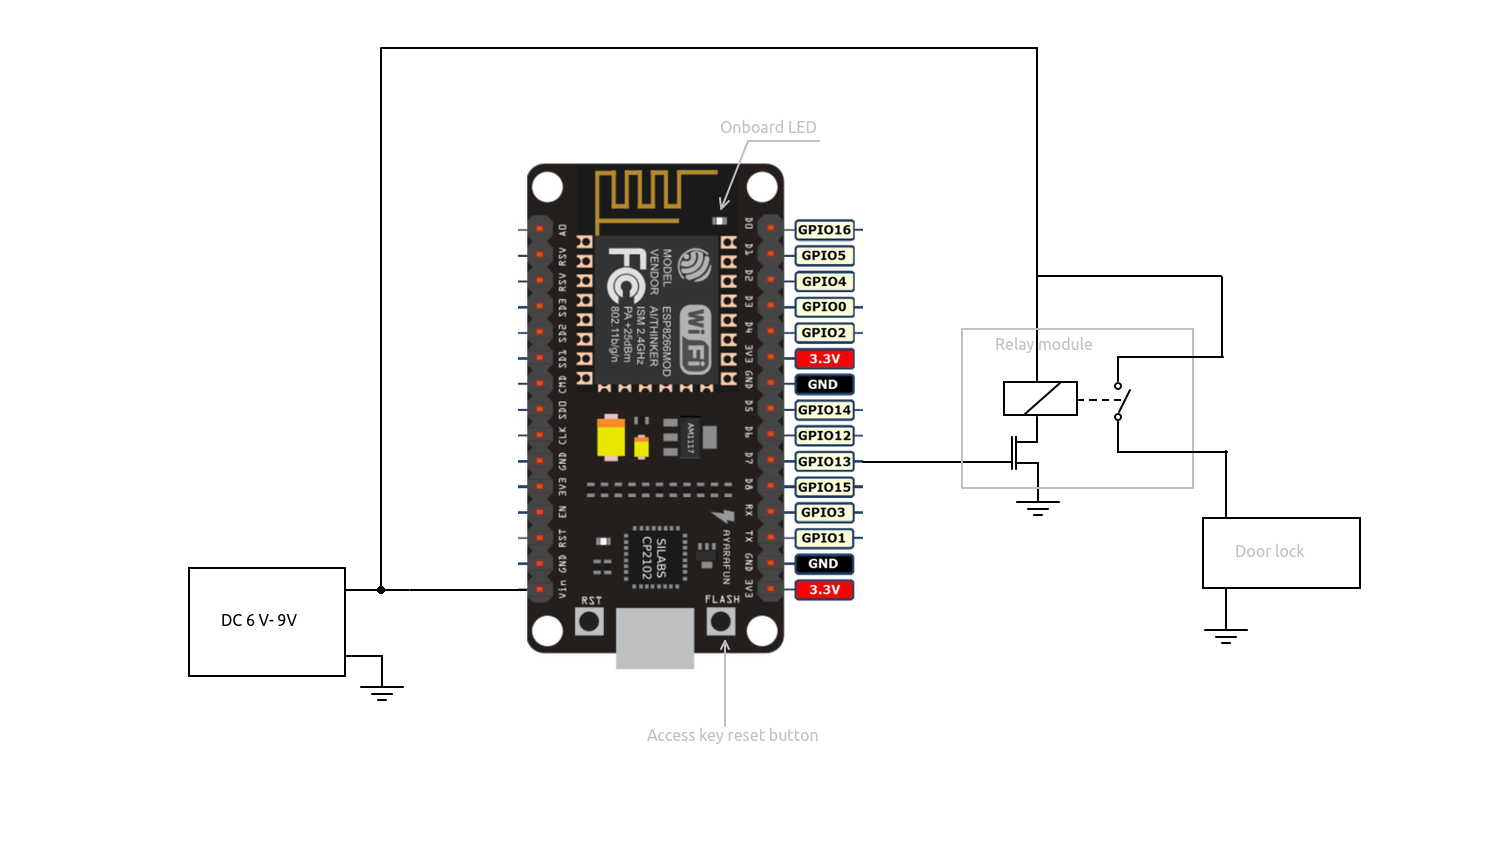 Onboard LED
A0
RSV
RSV
SD3
SD2
SD1
CMD
SD0
CLK
GND
3V3
EN
RST
GND
Vin
D0
D1
D2
D3
D4
3V3
GND
D5
D6
D7
D8
RX
TX
GND
3V3
GPIO16
GPIO5
GPIO4
GPIO0
GPIO2
3.3V
GND
GPIO14
GPIO12
GPIO13
GPIO15
GPIO3
GPIO1
GND
3.3V
FC
MODEL
VENDOR
ESP8266MOD
AI/THINKER
ISM 2.4GHz
PA +25dBm
802.11b/g/n
WiFi
AM1117
SILABS
CP2102
AYARAFUN
RST
FLASH
Relay module
Door lock
DC 6 V- 9V
Access key reset button